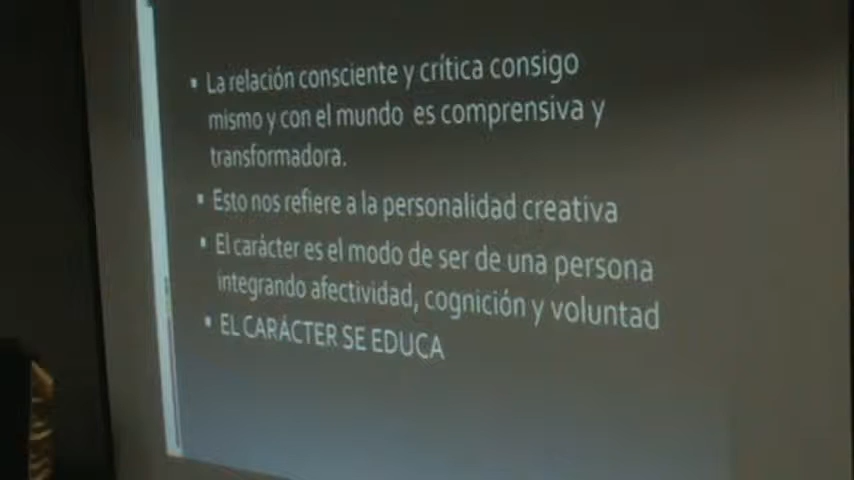 ▪ La relación consciente y crítica consigo
mismo y con el mundo es comprensiva y
transformadora.
▪ Esto nos refiere a la personalidad creativa
▪ El carácter es el modo de ser de una persona
integrando afectividad, cognición y voluntad
▪ EL CARÁCTER SE EDUCA